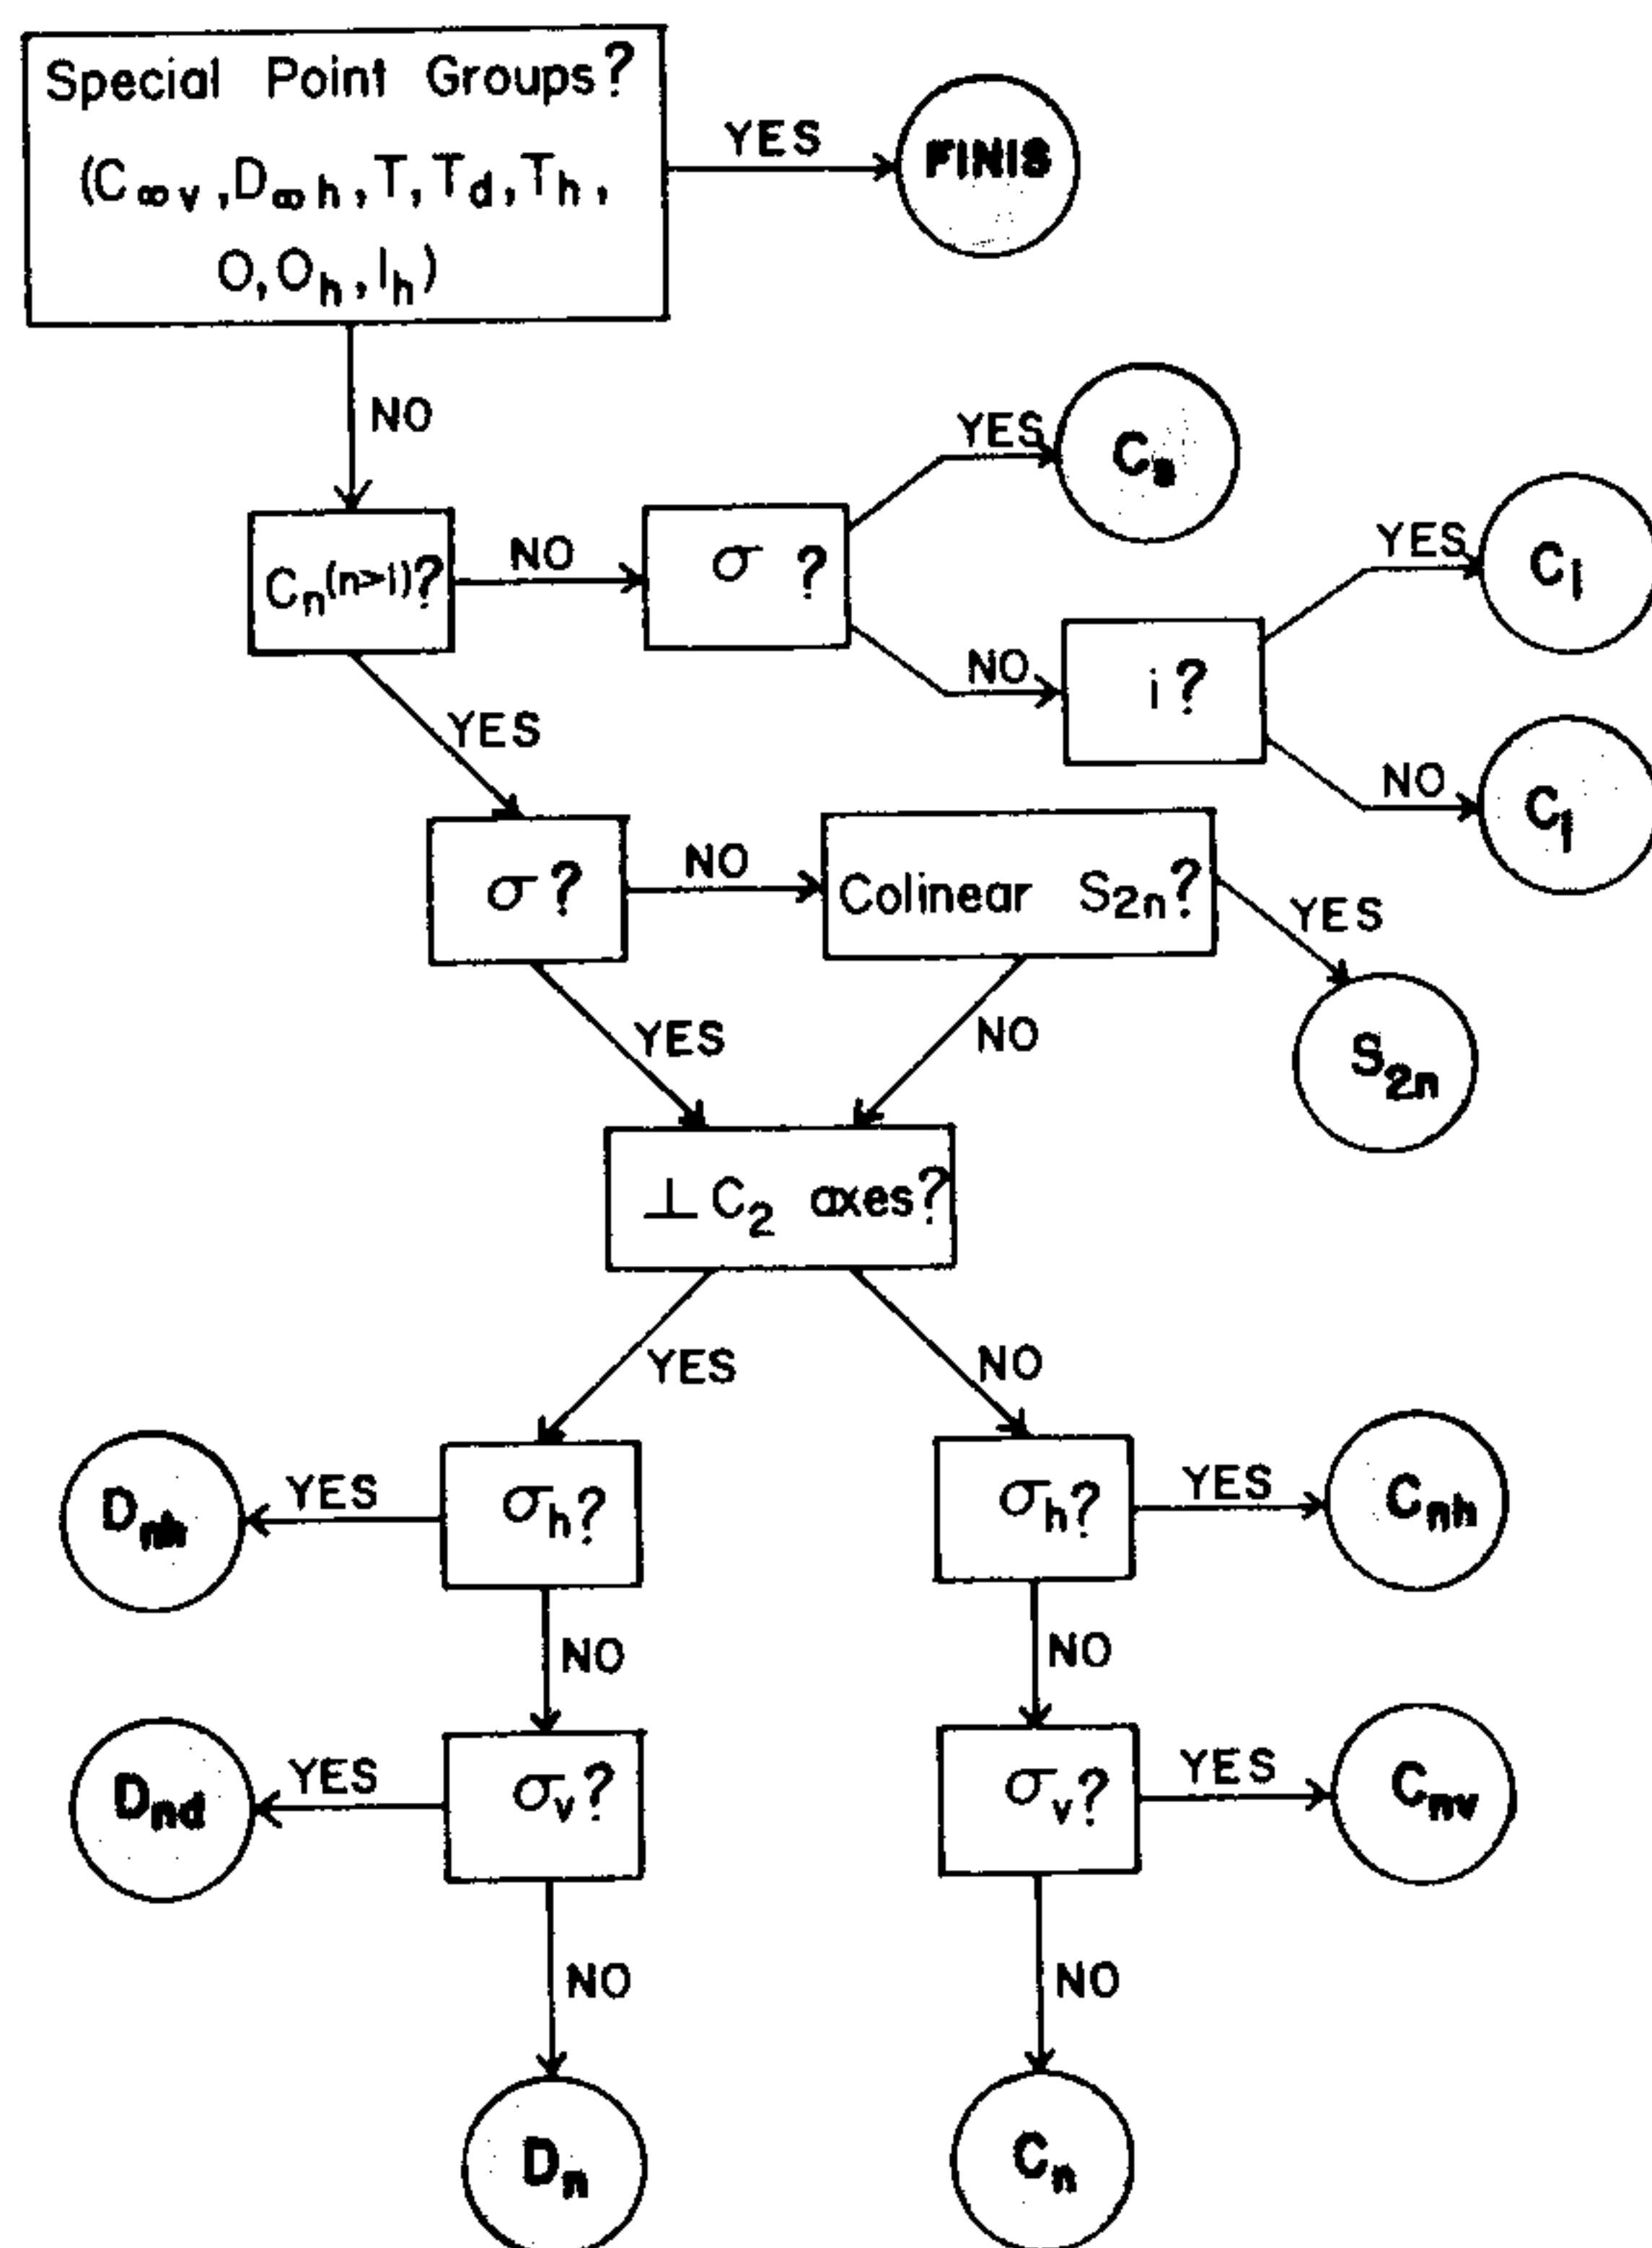 Special Point Groups?
(C∞v, D∞h, T, Td, Th,
O, Oh, Ih)
YES
FINIS
NO
Cn(n>1)?
NO
σ ?
YES
Cs
NO
i?
YES
Ci
NO
C1
YES
σ?
NO
Colinear S2n?
YES
S2n
YES
NO
⊥C2 axes?
YES
NO
σh?
YES
Dnh
σh?
YES
Cnh
NO
NO
σv?
YES
Dnd
σv?
YES
Cnv
NO
NO
Dn
Cn